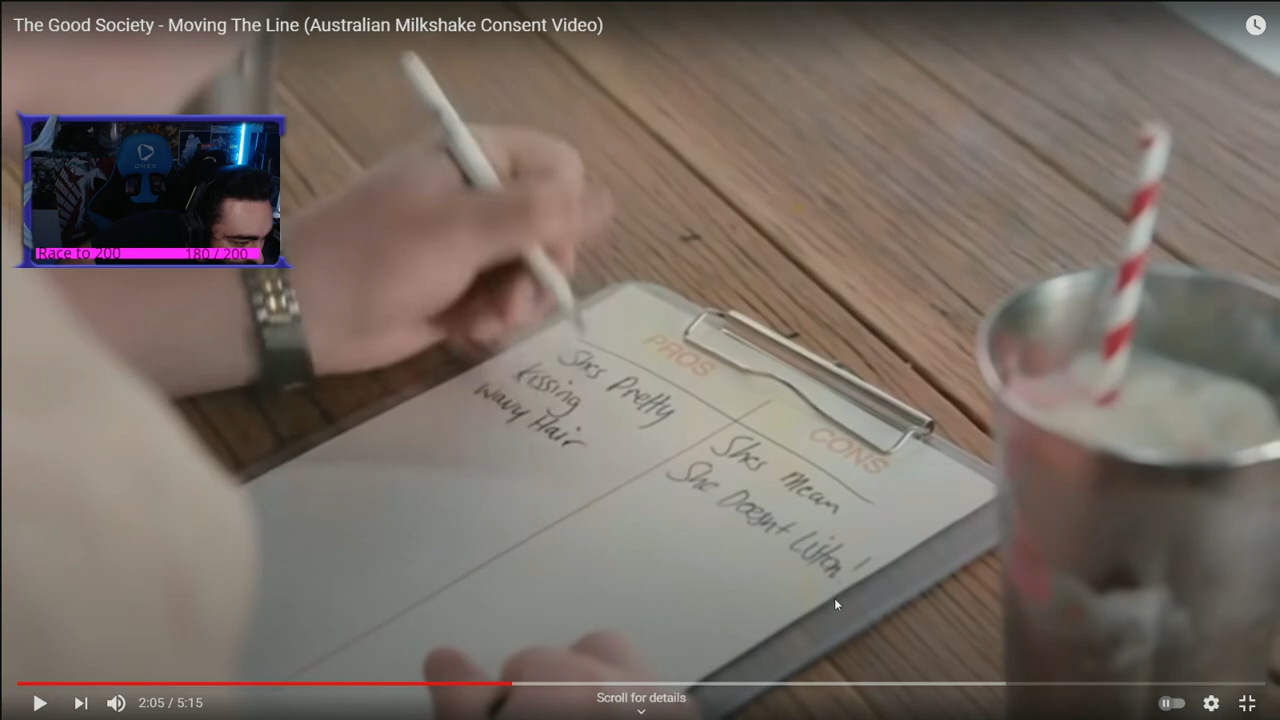 The Good Society - Moving The Line (Australian Milkshake Consent Video)
Race to 200 180 / 200
PROS
Shes Pretty
Kissing
Wavy Hair
CONS
Shes Mean
She Doesnt Liston!
2:05 / 5:15
Scroll for details